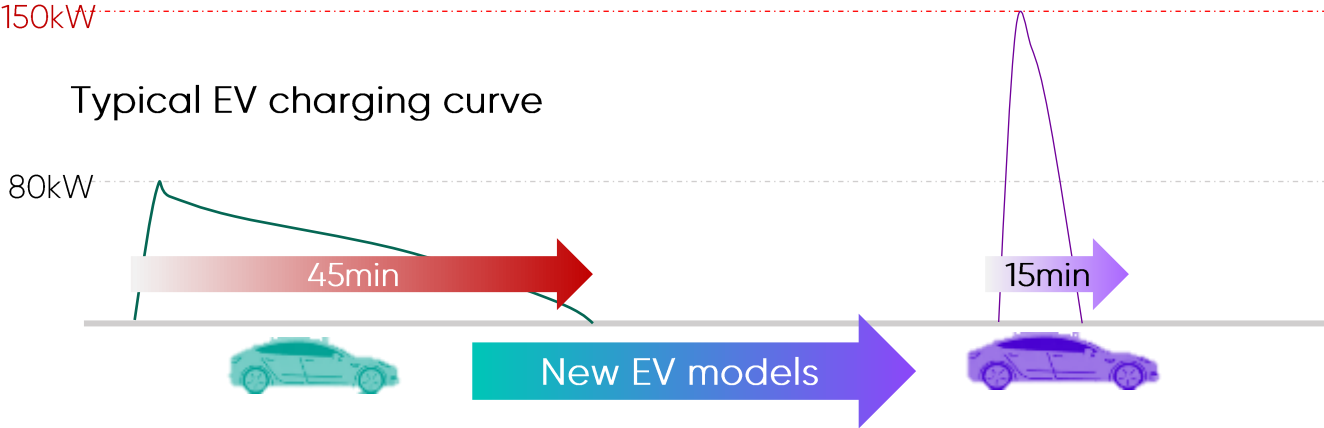 150kW
Typical EV charging curve
80kW
45min
15min
New EV models